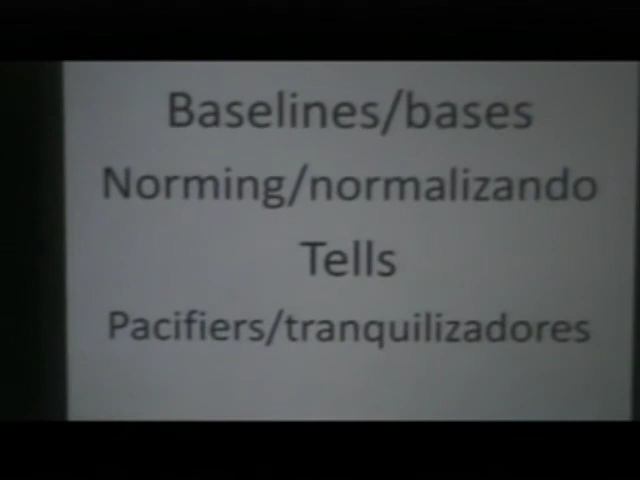 Baselines/bases
Norming/normalizando
Tells
Pacifiers/tranquilizadores